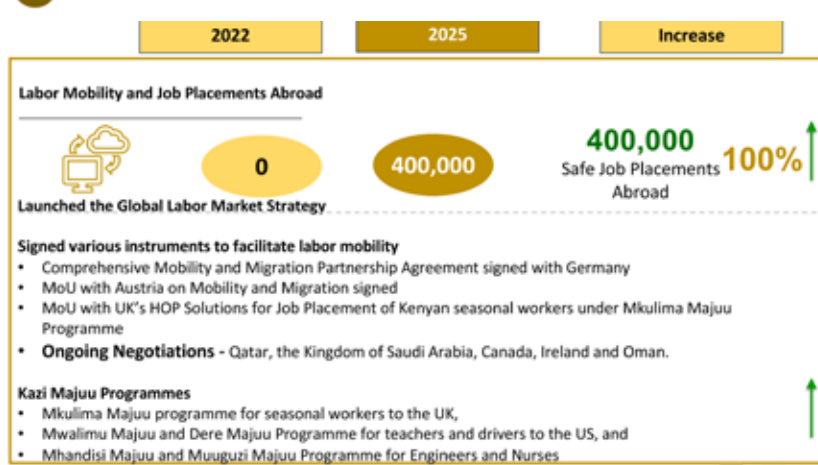 2022 2025 Increase
Labor Mobility and Job Placements Abroad
0 400,000 400,000 100%
Safe Job Placements
Abroad
Launched the Global Labor Market Strategy
Signed various instruments to facilitate labor mobility
• Comprehensive Mobility and Migration Partnership Agreement signed with Germany
• MoU with Austria on Mobility and Migration signed
• MoU with UK's HOP Solutions for Job Placement of Kenyan seasonal workers under Mkulima Majuu
Programme
• Ongoing Negotiations - Qatar, the Kingdom of Saudi Arabia, Canada, Ireland and Oman.
Kazi Majuu Programmes
• Mkulima Majuu programme for seasonal workers to the UK,
• Mwalimu Majuu and Dere Majuu Programme for teachers and drivers to the US, and
• Mhandisi Majuu and Muuguzi Majuu Programme for Engineers and Nurses